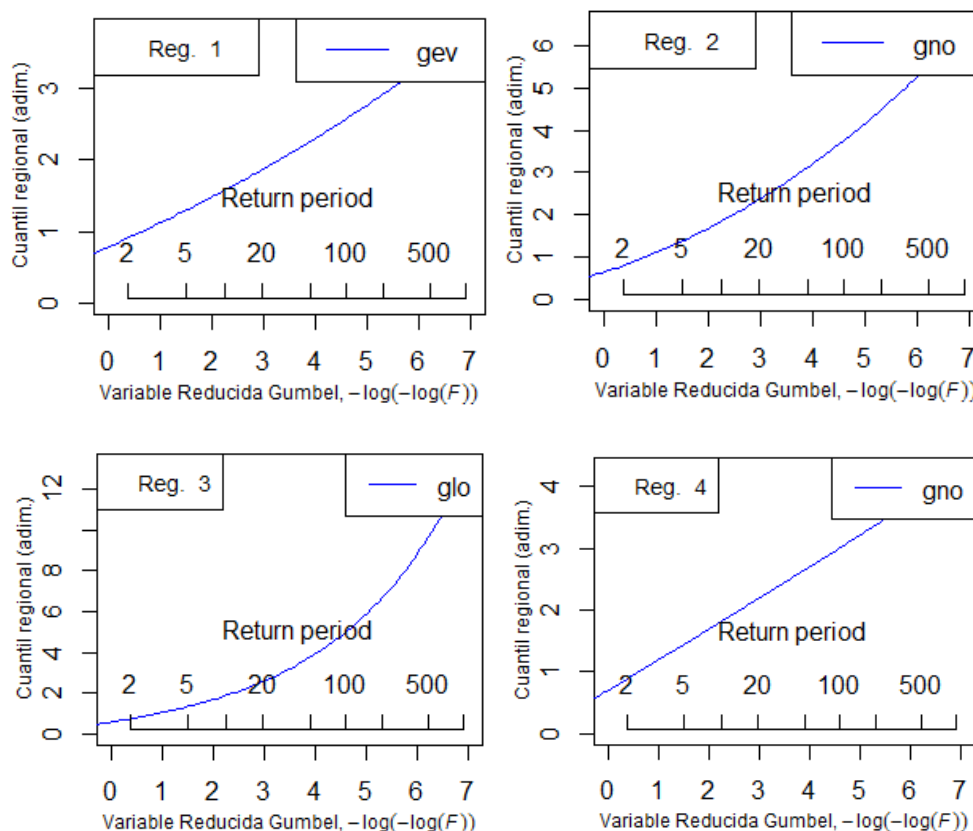 Reg. 1
gev
Cuantil regional (adim.)
3
2
1
0
Return period
2 5 20 100 500
0 1 2 3 4 5 6 7
Variable Reducida Gumbel, −log(−log(F))
Reg. 2
gno
Cuantil regional (adim.)
6
5
4
3
2
1
0
Return period
2 5 20 100 500
0 1 2 3 4 5 6 7
Variable Reducida Gumbel, −log(−log(F))
Reg. 3
glo
Cuantil regional (adim.)
12
8
6
4
2
0
Return period
2 5 20 100 500
0 1 2 3 4 5 6 7
Variable Reducida Gumbel, −log(−log(F))
Reg. 4
gno
Cuantil regional (adim.)
4
3
2
1
0
Return period
2 5 20 100 500
0 1 2 3 4 5 6 7
Variable Reducida Gumbel, −log(−log(F))